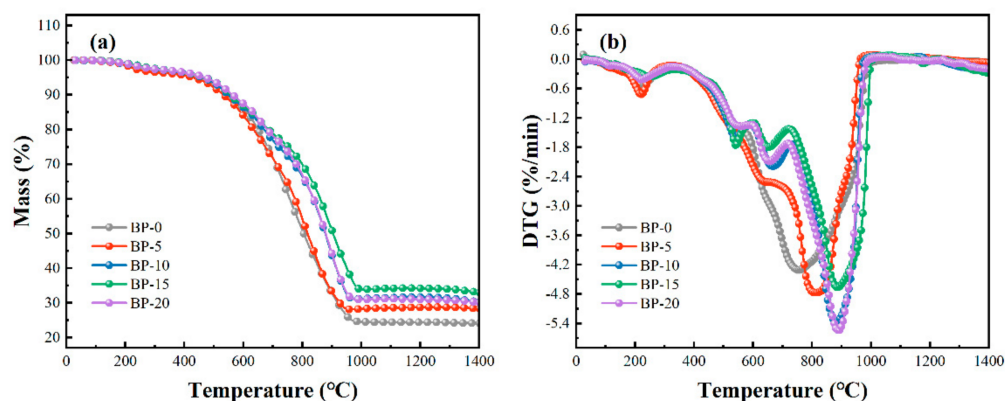 (a)
110
100
90
80
70
60
50
40
30
20
Mass (%)
BP-0
BP-5
BP-10
BP-15
BP-20
0 200 400 600 800 1000 1200 1400
Temperature (°C)
(b)
0.6
0.0
-0.6
-1.2
-1.8
-2.4
-3.0
-3.6
-4.2
-4.8
-5.4
DTG (%/min)
BP-0
BP-5
BP-10
BP-15
BP-20
0 200 400 600 800 1000 1200 1400
Temperature (°C)